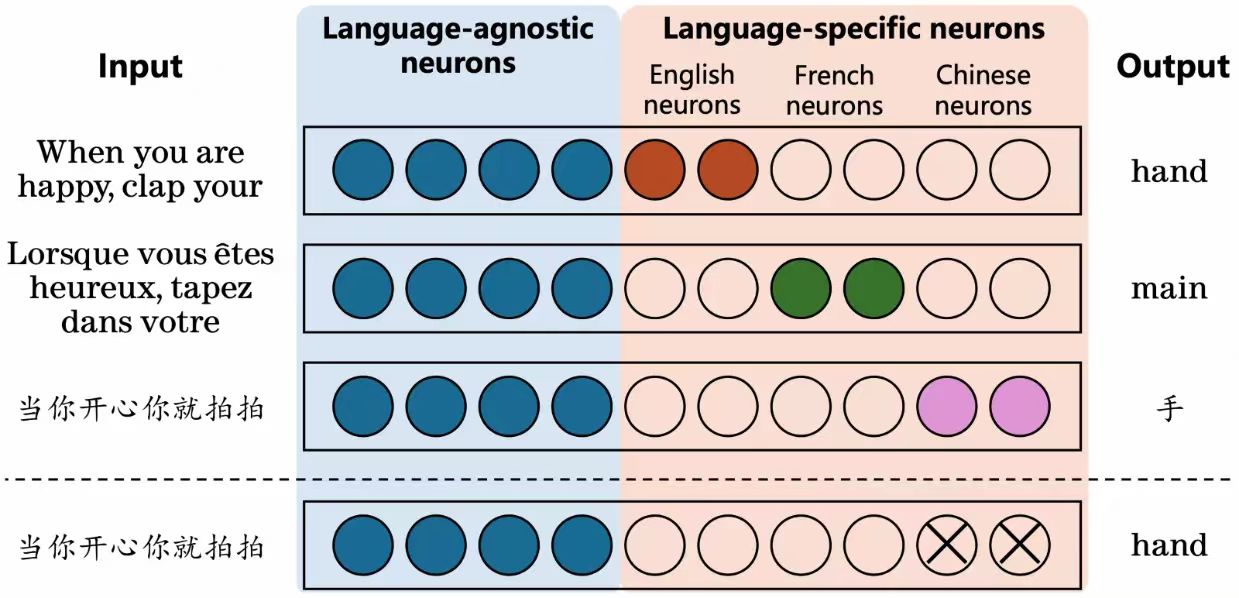 Input
Language-agnostic
neurons
Language-specific neurons
English
neurons
French
neurons
Chinese
neurons
Output
When you are
happy, clap your
hand
Lorsque vous êtes
heureux, tapez
dans votre
main
当你开心你就拍拍
手
当你开心你就拍拍
hand